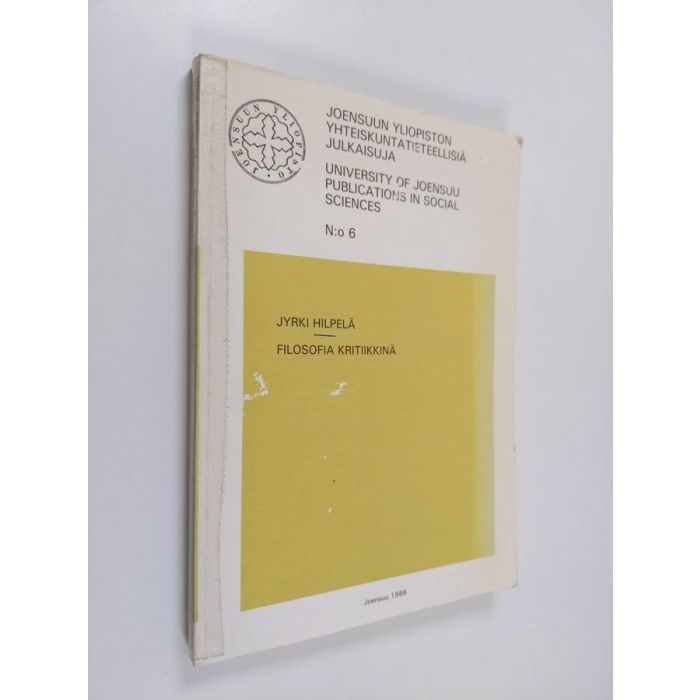 JOENSUUN YLIOPISTO
JOENSUUN YLIOPISTON
YHTEISKUNTATIETEELLISIÄ
JULKAISUJA
UNIVERSITY OF JOENSUU
PUBLICATIONS IN SOCIAL
SCIENCES
N:o 6
JYRKI HILPELÄ
FILOSOFIA KRITIIKKINÄ
Joensuu 1986